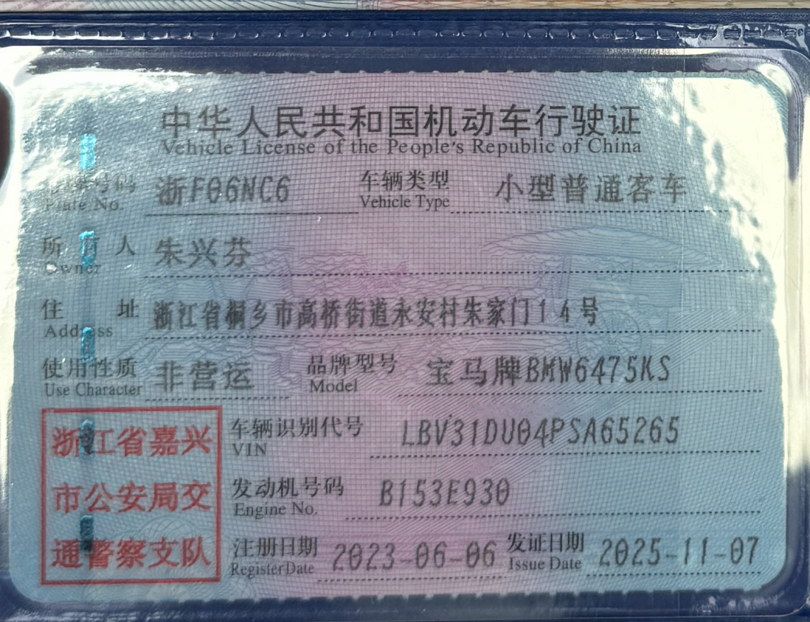 中华人民共和国机动车行驶证
Vehicle License of the People's Republic of China
号码 浙F06NC6 车辆类型 小型普通客车
Plate No. Vehicle Type
所有人 朱兴芬
Owner
住址 浙江省桐乡市高桥街道永安村朱家门14号
Address
使用性质 非营运 品牌型号 宝马牌BMW6475KS
Use Character Model
浙江省嘉兴
市公安局交
通警察支队
车辆识别代号 LBV31DU04PSA65265
VIN
发动机号码 B153E930
Engine No.
注册日期 2023-06-06 发证日期 2025-11-07
Register Date Issue Date